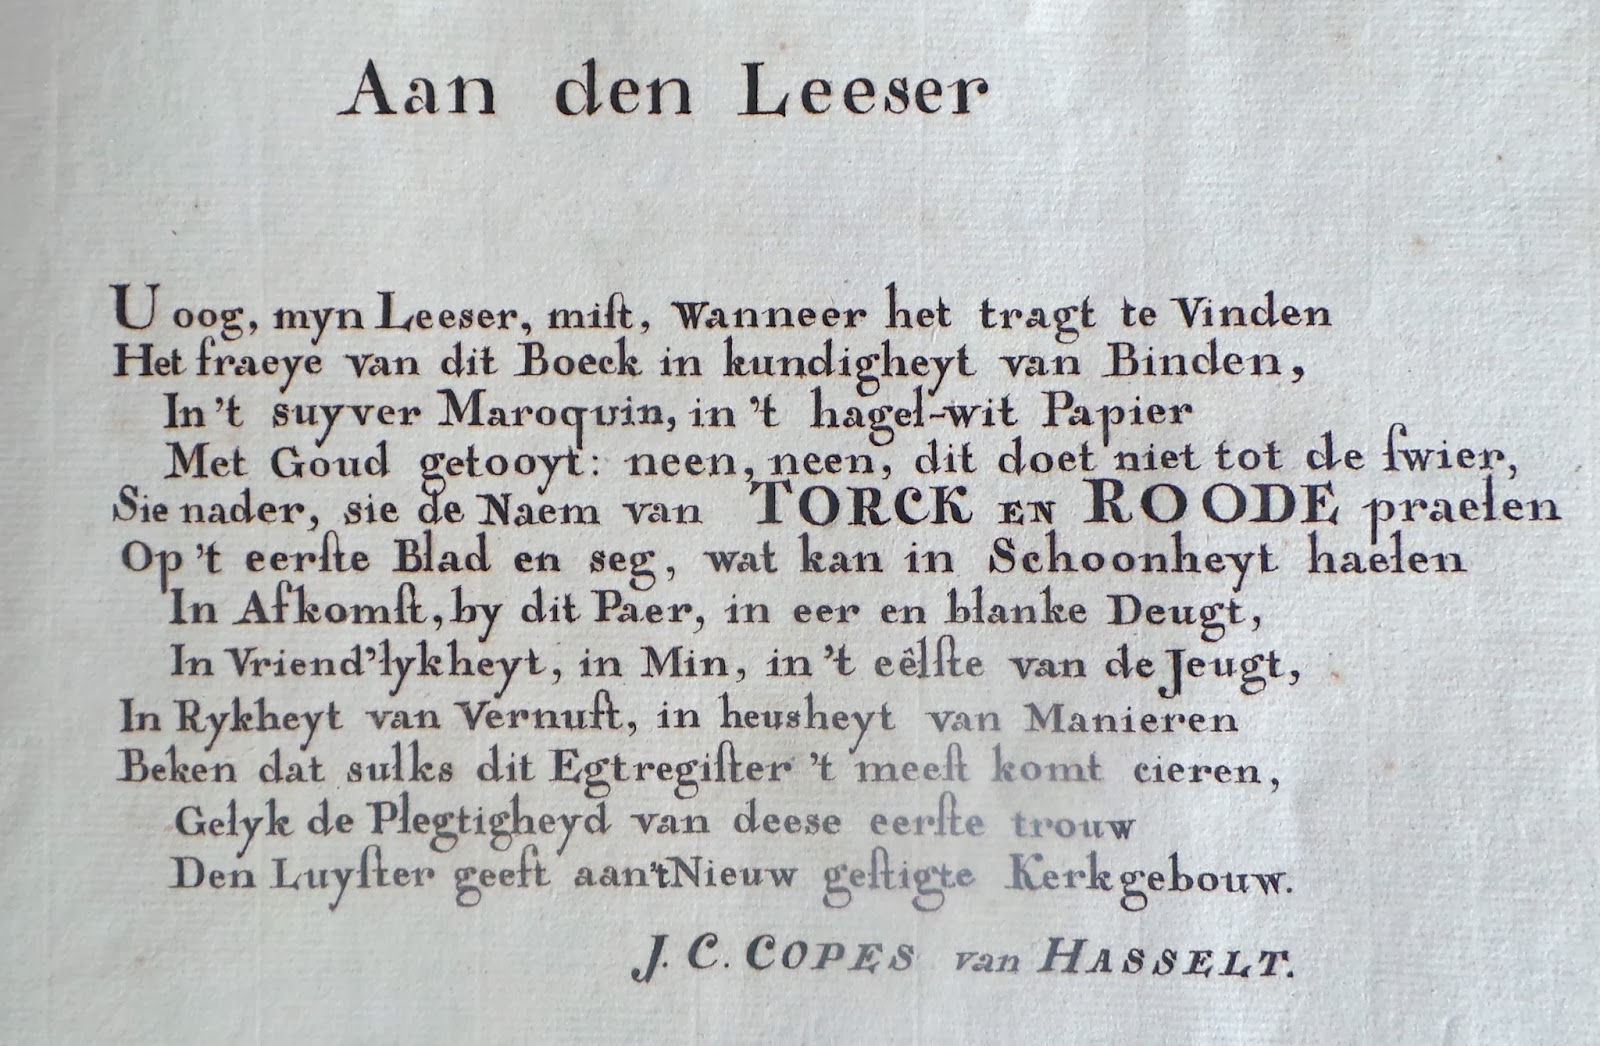 Aan den Leeser
U oog, myn Leeser, miſt, Wanneer het tragt te Vinden
Het fraeye van dit Boeck in kundigheyt van Binden,
In 't suyver Maroquin, in 't hagel-wit Papier
Met Goud getooyt: neen, neen, dit doet niet tot de ſwier,
Sie nader, sie de Naem van TORCK EN ROODE praelen
Op 't eerſte Blad en seg, wat kan in Schoonheyt haelen
In Afkomſt, by dit Paer, in eer en blanke Deugt,
In Vriend'lykheyt, in Min, in 't eêlſte van de Jeugt,
In Rykheyt van Vernuft, in heusheyt van Manieren
Beken dat sulks dit Egtregiſter 't meeſt komt cieren,
Gelyk de Plegtigheyd van deese eerſte trouw
Den Luyſter geeft aan't Nieuw geſtigte Kerkgebouw.
J. C. COPES van HASSELT.